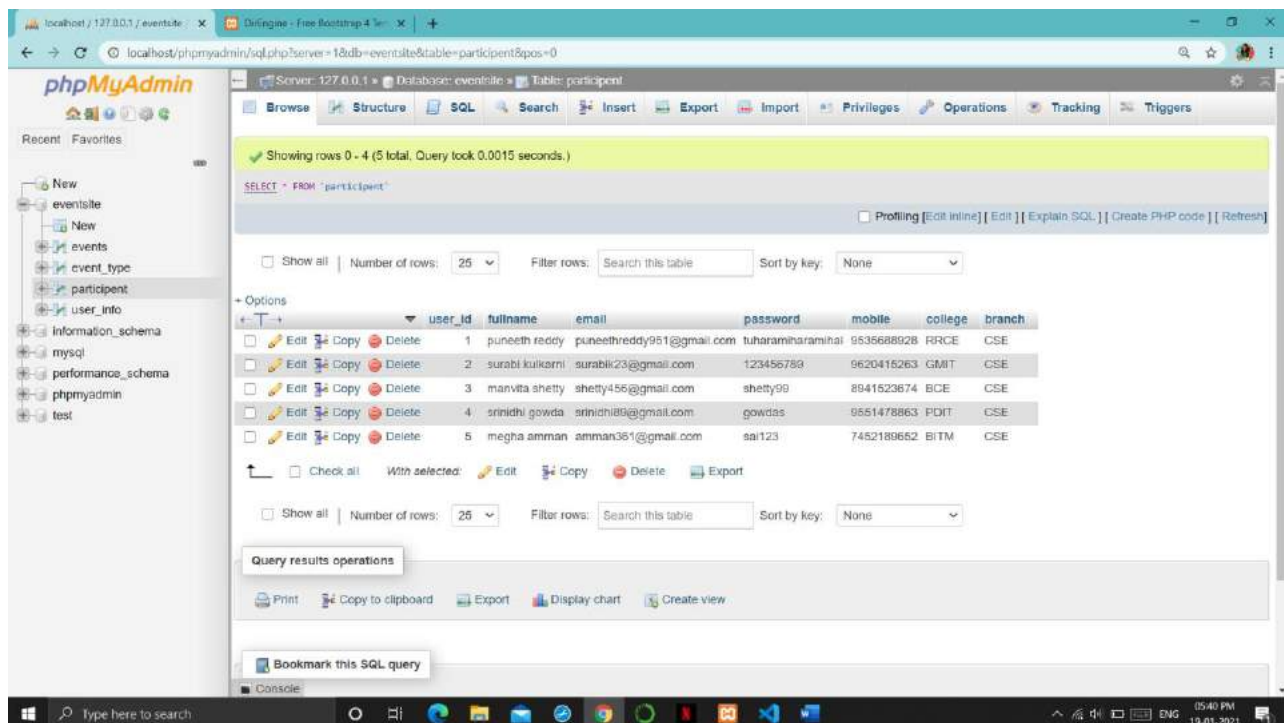 localhost / 127.0.0.1 / eventsite
DirEngine - Free Bootstrap 4 Tem
localhost/phpmyadmin/sql.php?server=1&db=eventsite&table=participent&pos=0
phpMyAdmin
Recent Favorites
New
eventsite
New
events
event_type
participent
user_info
information_schema
mysql
performance_schema
phpmyadmin
test
Server: 127.0.0.1 » Database: eventsite » Table: participent
Browse Structure SQL Search Insert Export Import Privileges Operations Tracking Triggers
Showing rows 0 - 4 (5 total, Query took 0.0015 seconds.)
SELECT * FROM `participent`
Profiling [Edit inline] [ Edit ] [ Explain SQL ] [ Create PHP code ] [ Refresh]
Show all | Number of rows: 25 Filter rows: Search this table Sort by key: None
+ Options
user_id fullname email password mobile college branch
Edit Copy Delete 1 puneeth reddy puneethreddy951@gmail.com tuharamiharamihal 9535688928 RRCE CSE
Edit Copy Delete 2 surabi kulkarni surabik23@gmail.com 123456789 9620415263 GMIT CSE
Edit Copy Delete 3 manvita shetty shetty456@gmail.com shetty99 8941523674 BCE CSE
Edit Copy Delete 4 srinidhi gowda srinidhi89@gmail.com gowdas 9551478863 PDIT CSE
Edit Copy Delete 5 megha amman amman361@gmail.com sai123 7452189652 BITM CSE
Check all With selected: Edit Copy Delete Export
Show all | Number of rows: 25 Filter rows: Search this table Sort by key: None
Query results operations
Print Copy to clipboard Export Display chart Create view
Bookmark this SQL query
Console
Type here to search
ENG
05:40 PM
19-01-2021